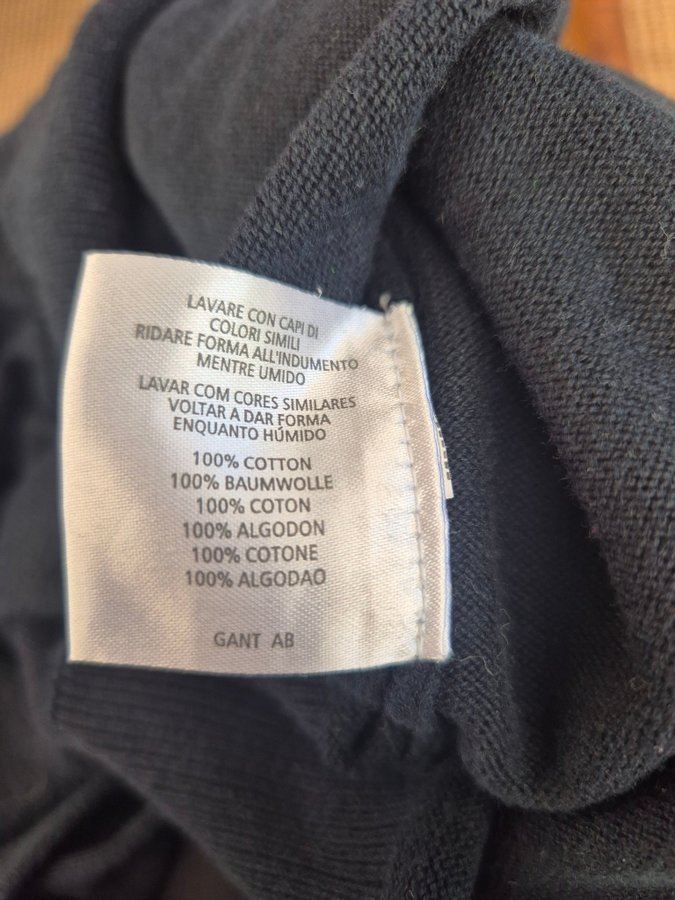 LAVARE CON CAPI DI
COLORI SIMILI
RIDARE FORMA ALL'INDUMENTO
MENTRE UMIDO
LAVAR COM CORES SIMILARES
VOLTAR A DAR FORMA
ENQUANTO HÚMIDO
100% COTTON
100% BAUMWOLLE
100% COTON
100% ALGODON
100% COTONE
100% ALGODAO
GANT AB